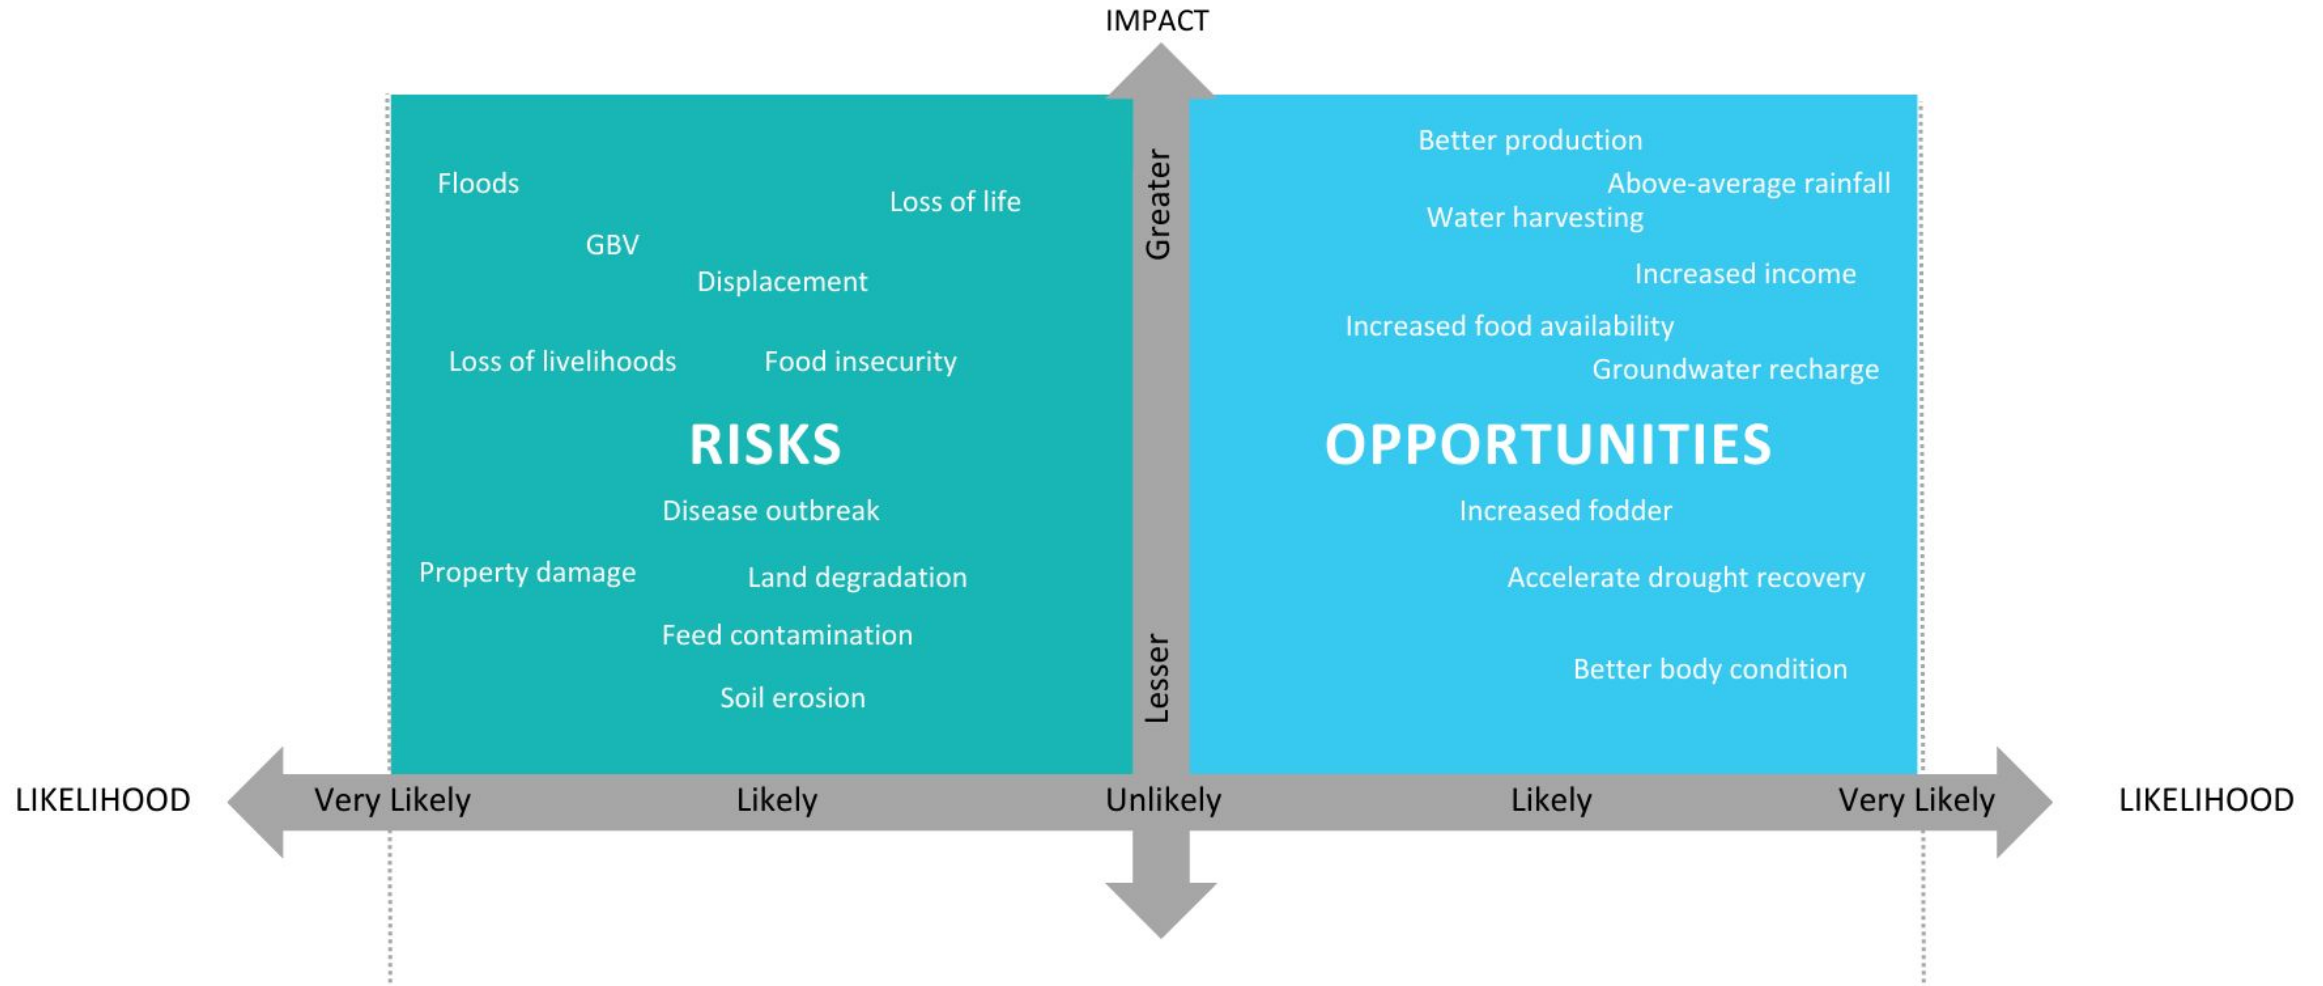 IMPACT
Greater
Lesser
Floods
Loss of life
GBV
Displacement
Loss of livelihoods
Food insecurity
RISKS
Disease outbreak
Property damage
Land degradation
Feed contamination
Soil erosion
Better production
Above-average rainfall
Water harvesting
Increased income
Increased food availability
Groundwater recharge
OPPORTUNITIES
Increased fodder
Accelerate drought recovery
Better body condition
LIKELIHOOD
Very Likely
Likely
Unlikely
Likely
Very Likely
LIKELIHOOD